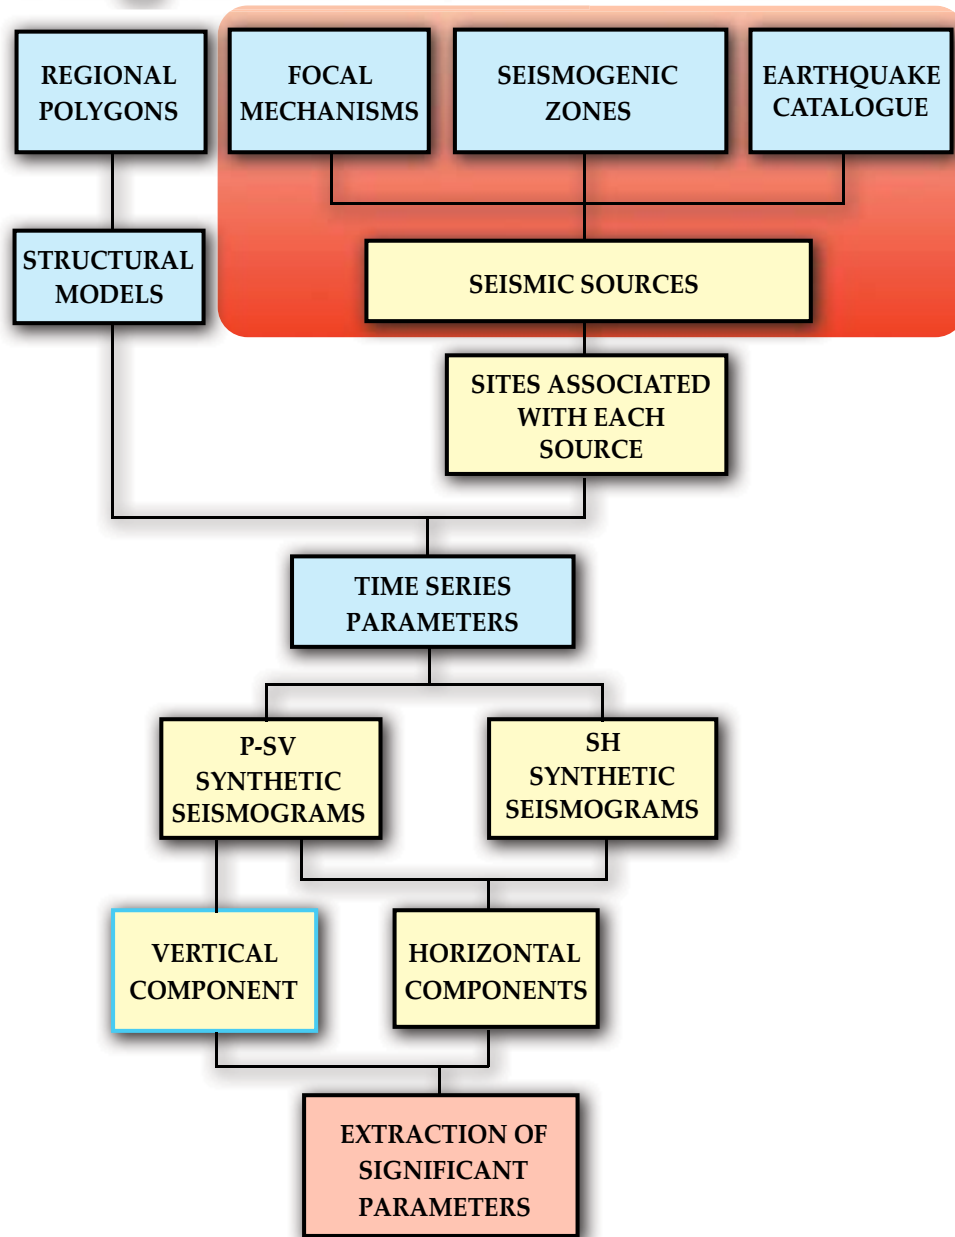 REGIONAL
POLYGONS
FOCAL
MECHANISMS
SEISMOGENIC
ZONES
EARTHQUAKE
CATALOGUE
STRUCTURAL
MODELS
SEISMIC SOURCES
SITES ASSOCIATED
WITH EACH
SOURCE
TIME SERIES
PARAMETERS
P-SV
SYNTHETIC
SEISMOGRAMS
SH
SYNTHETIC
SEISMOGRAMS
VERTICAL
COMPONENT
HORIZONTAL
COMPONENTS
EXTRACTION OF
SIGNIFICANT
PARAMETERS